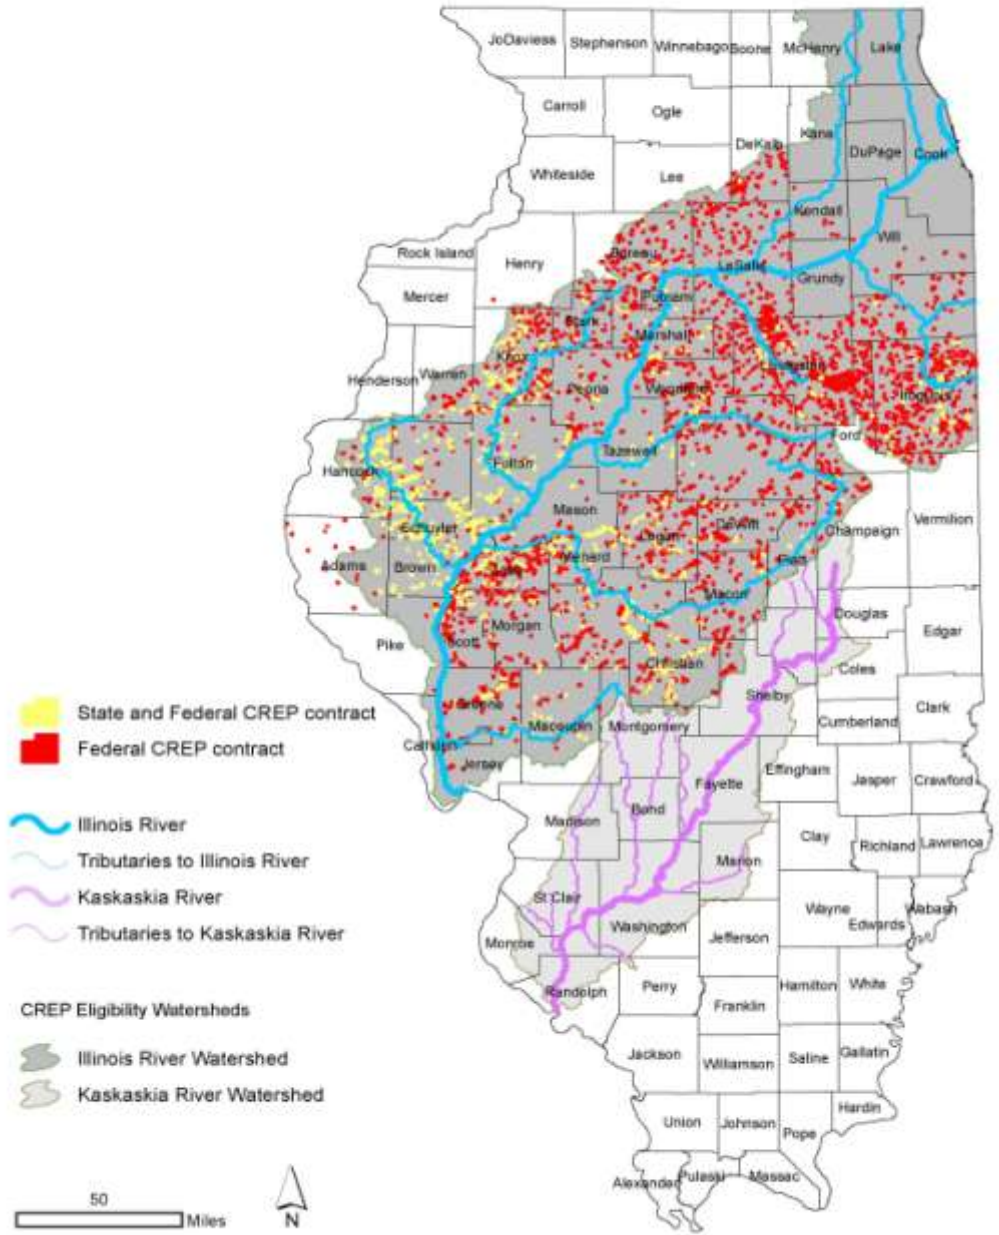 JoDaviess
Stephenson
Winnebago
Boone
McHenry
Lake
Carroll
Ogle
Kane
DeKalb
DuPage
Cook
Whiteside
Lee
Kendall
Will
Rock Island
Henry
Bureau
LaSalle
Grundy
Mercer
Putnam
Stark
Marshall
Knox
Warren
Henderson
Peoria
Woodford
Livingston
Iroquois
Ford
Hancock
Fulton
Tazewell
Mason
Schuyler
Logan
DeWitt
Champaign
Vermilion
Adams
Brown
Cass
Menard
Piatt
Macon
Douglas
Edgar
Pike
Scott
Morgan
Christian
Coles
Shelby
Greene
Macoupin
Montgomery
Cumberland
Clark
Calhoun
Jersey
Effingham
Jasper
Crawford
Fayette
Madison
Bond
Clay
Richland
Lawrence
Marion
St Clair
Wayne
Edwards
Wabash
Monroe
Washington
Jefferson
Randolph
Perry
Hamilton
White
Franklin
Jackson
Williamson
Saline
Gallatin
Hardin
Union
Johnson
Pope
Alexander
Pulaski
Massac
State and Federal CREP contract
Federal CREP contract
Illinois River
Tributaries to Illinois River
Kaskaskia River
Tributaries to Kaskaskia River
CREP Eligibility Watersheds
Illinois River Watershed
Kaskaskia River Watershed
50
Miles
N